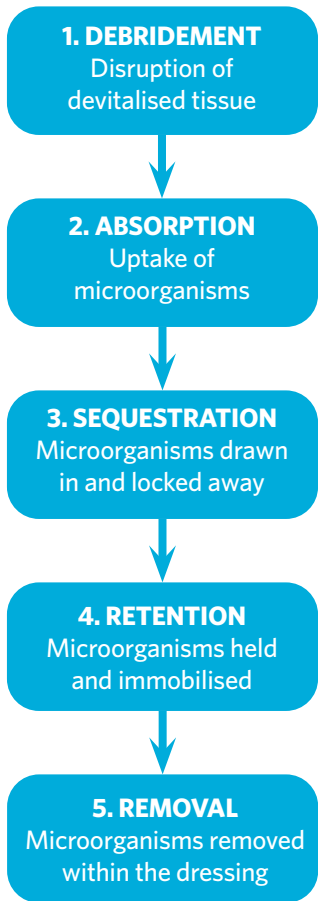 1. DEBRIDEMENT
Disruption of
devitalised tissue
2. ABSORPTION
Uptake of
microorganisms
3. SEQUESTRATION
Microorganisms drawn
in and locked away
4. RETENTION
Microorganisms held
and immobilised
5. REMOVAL
Microorganisms removed
within the dressing